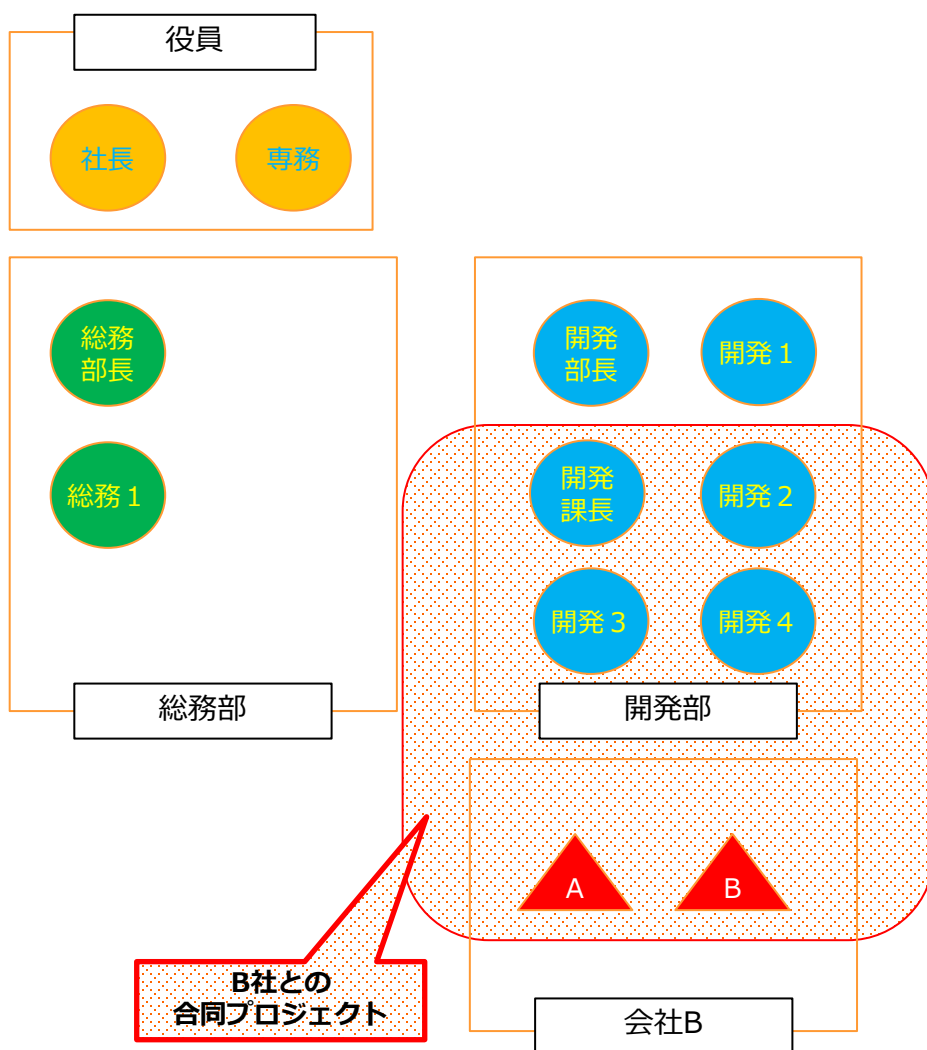 役員
社長
専務
総務
部長
総務１
総務部
開発
部長
開発１
開発
課長
開発２
開発３
開発４
開発部
A
B
B社との
合同プロジェクト
会社B